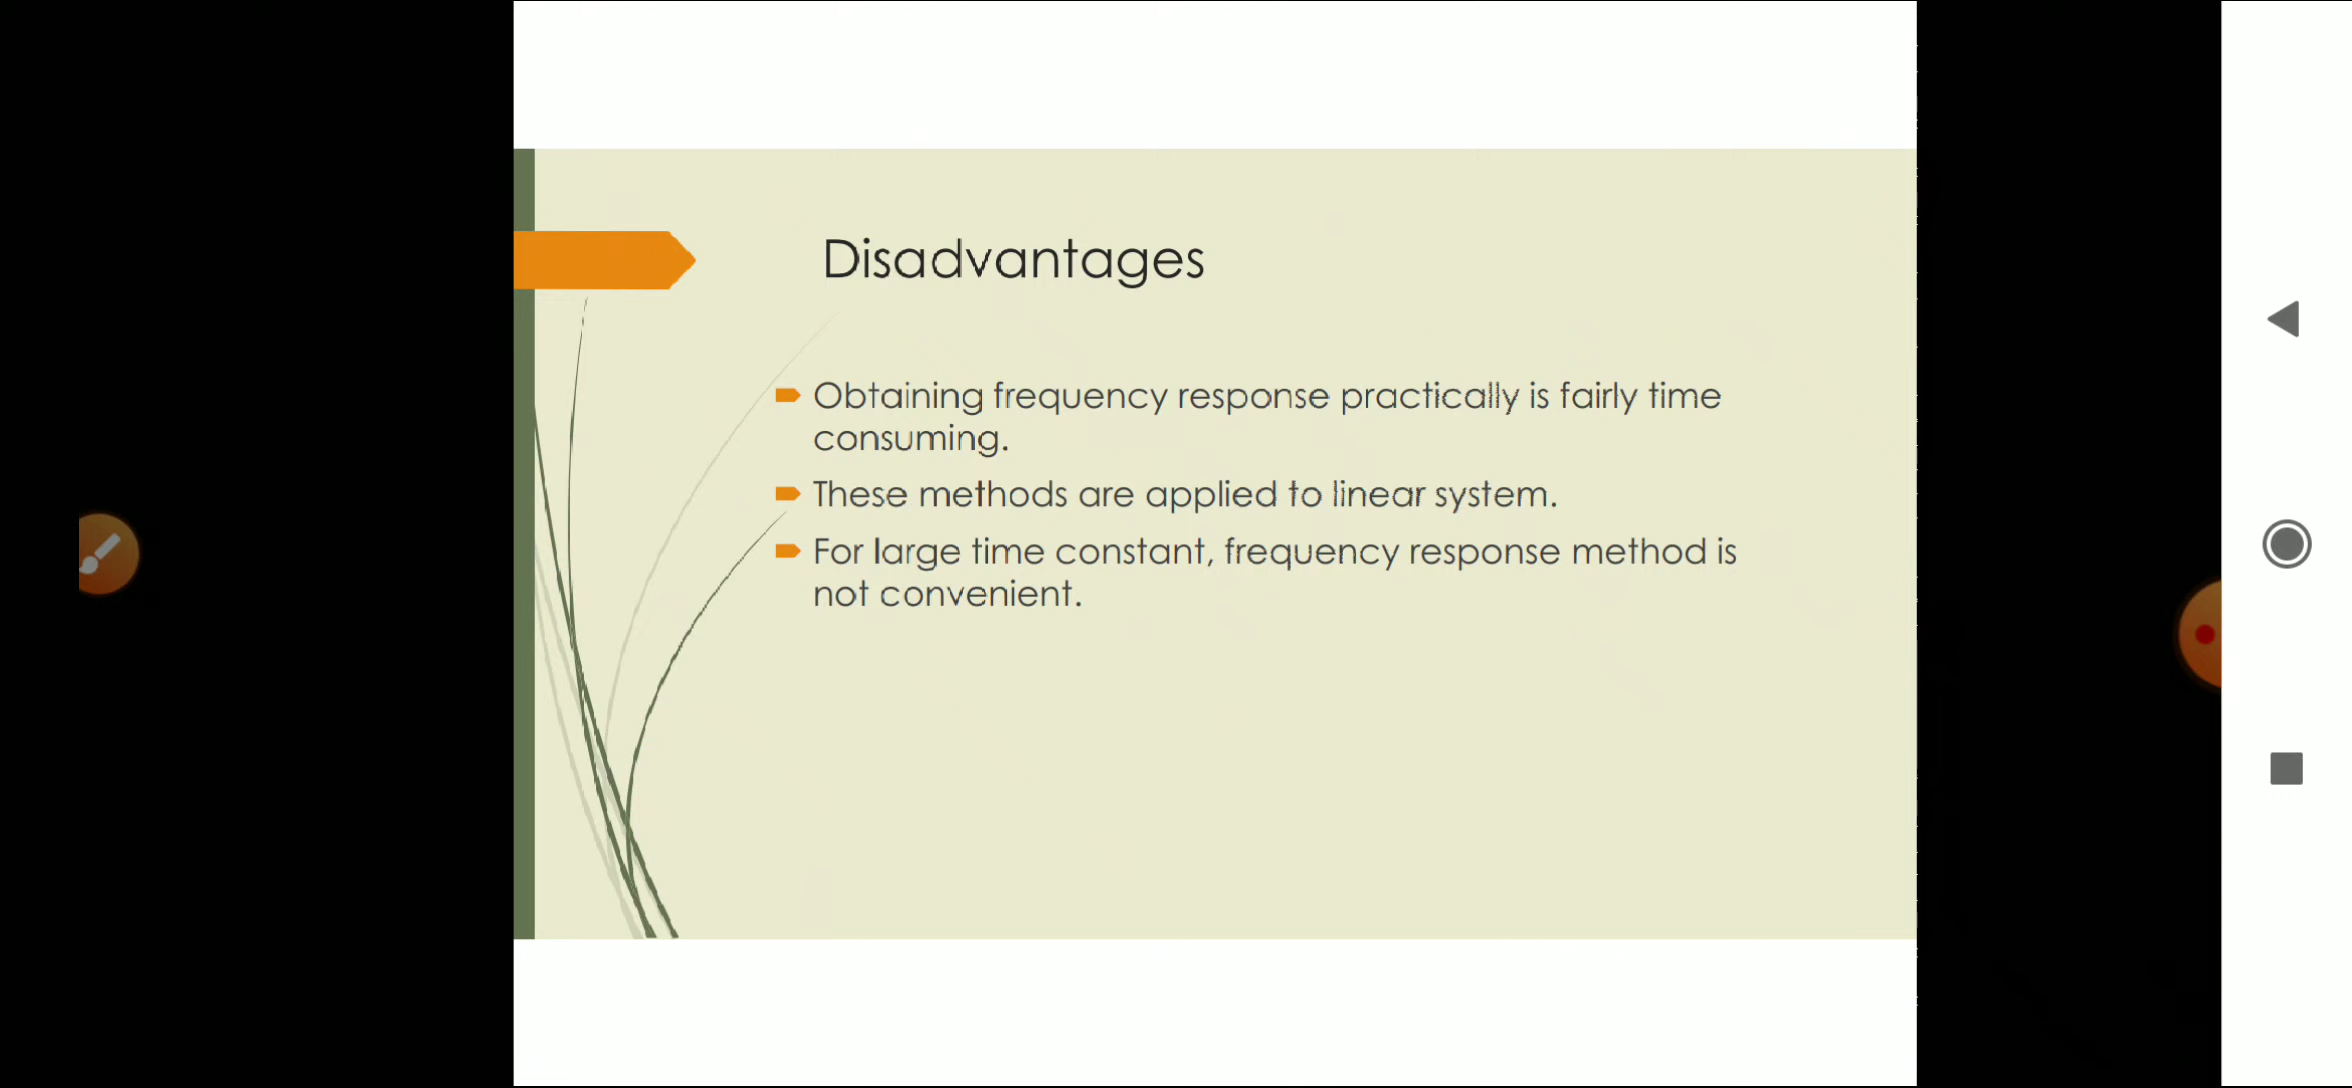 Disadvantages
Obtaining frequency response practically is fairly time
consuming.
These methods are applied to linear system.
For large time constant, frequency response method is
not convenient.